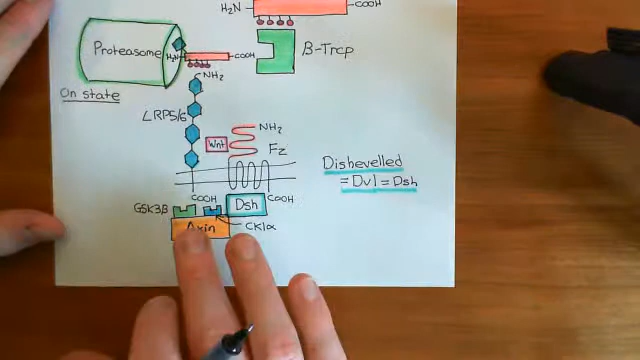 H₂N
COOH
Proteasome
H₂N
COOH
β-Trcp
NH₂
On state
LRP5/6
NH₂
Wnt
Fz
Dishevelled
= Dvl = Dsh
COOH
COOH
GSK3β
Dsh
Axin
CK1α